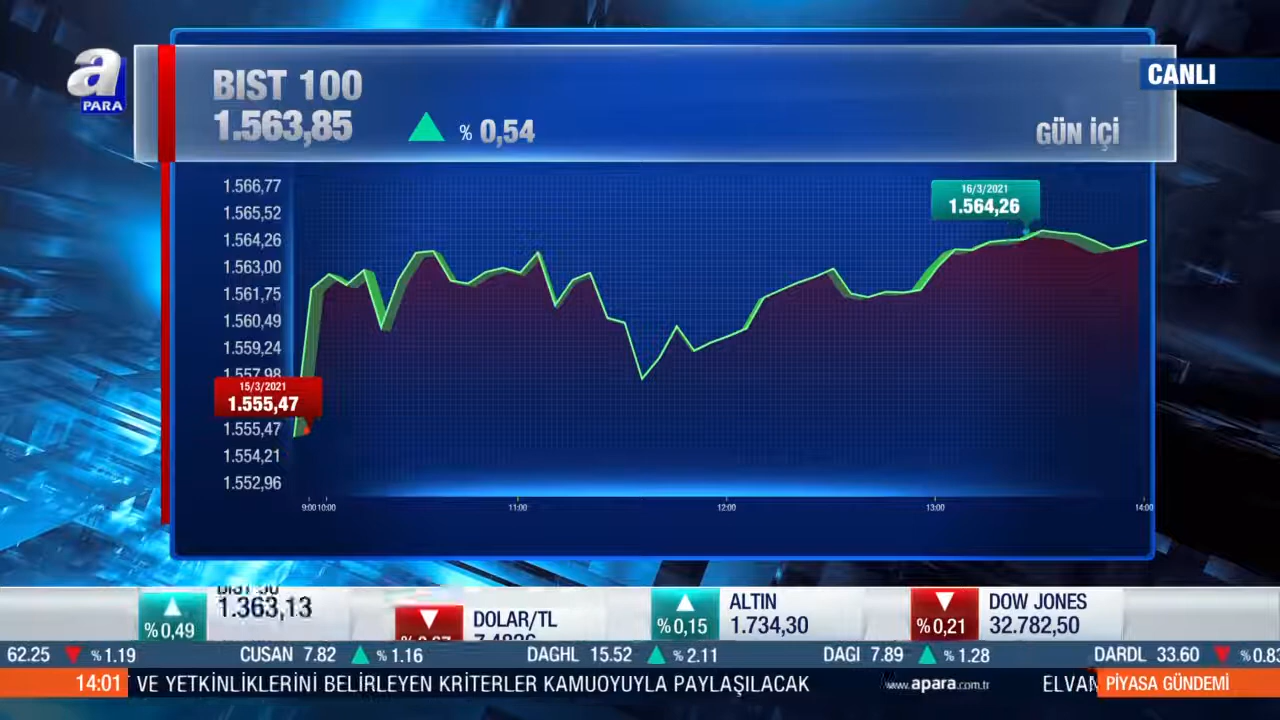 a
PARA
BIST 100
1.563,85
% 0,54
GÜN İÇİ
CANLI
1.566,77
1.565,52
1.564,26
1.563,00
1.561,75
1.560,49
1.559,24
1.557,98
15/3/2021
1.555,47
1.555,47
1.554,21
1.552,96
16/3/2021
1.564,26
9:00 10:00
11:00
12:00
13:00
14:00
%0,49
1.363,13
DOLAR/TL
%0,15
ALTIN
1.734,30
%0,21
DOW JONES
32.782,50
62.25 %1.19 CUSAN 7.82 %1.16 DAGHL 15.52 %2.11 DAGI 7.89 %1.28 DARDL 33.60
14:01 VE YETKİNLİKLERİNİ BELİRLEYEN KRİTERLER KAMUOYUYLA PAYLAŞILACAK www.apara.com.tr ELVAN PİYASA GÜNDEMİ